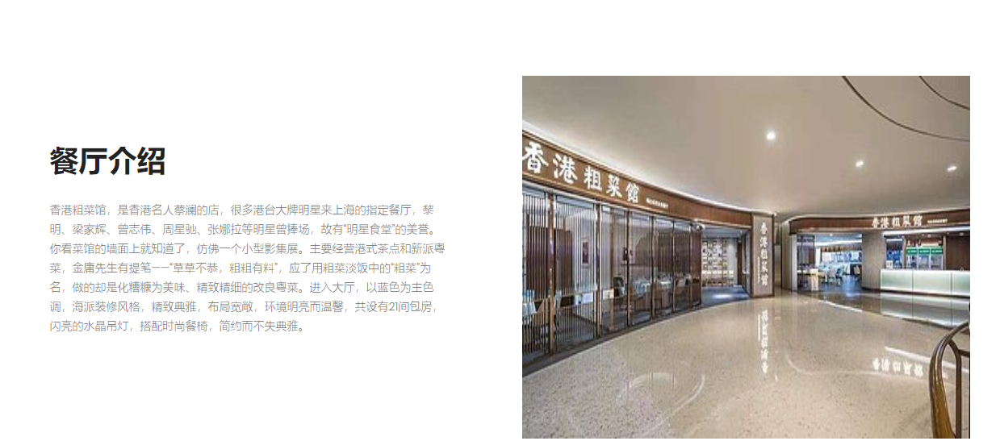 餐厅介绍
香港粗菜馆，是香港名人蔡澜的店，很多港台大牌明星来上海的指定餐厅，黎
明、梁家辉、曾志伟、周星驰、张娜拉等明星曾捧场，故有“明星食堂”的美誉。
你看菜馆的墙面上就知道了，仿佛一个小型影集展。主要经营港式茶点和新派粤
菜，金庸先生有提笔——“草草不恭，粗粗有料”，应了用粗菜淡饭中的“粗菜”为
名，做的却是化糟糠为美味、精致精细的改良粤菜。进入大厅，以蓝色为主色
调，海派装修风格，精致典雅，布局宽敞，环境明亮而温馨，共设有21间包房，
闪亮的水晶吊灯，搭配时尚餐椅，简约而不失典雅。
香港粗菜館
香港粗菜館
香港粗菜館